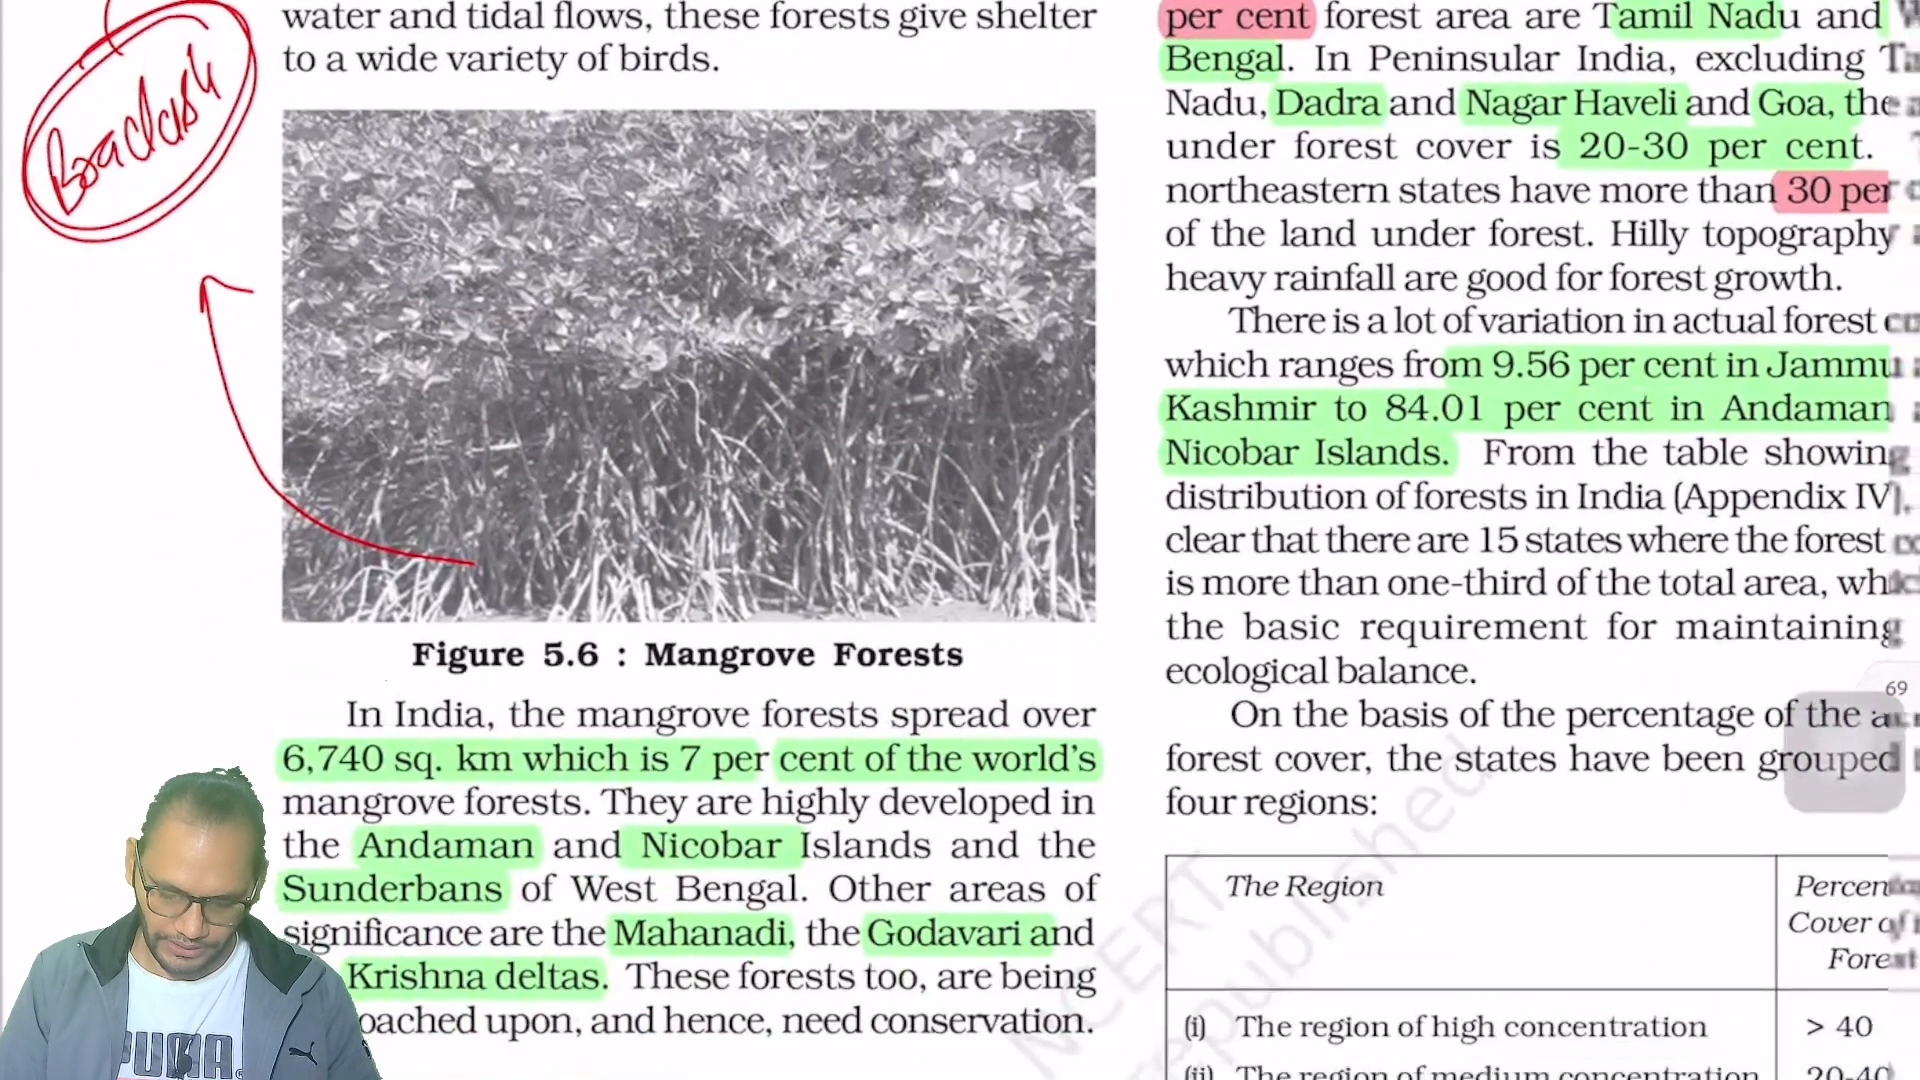 water and tidal flows, these forests give shelter
to a wide variety of birds.
Figure 5.6 : Mangrove Forests
In India, the mangrove forests spread over
6,740 sq. km which is 7 per cent of the world's
mangrove forests. They are highly developed in
the Andaman and Nicobar Islands and the
Sunderbans of West Bengal. Other areas of
significance are the Mahanadi, the Godavari and
Krishna deltas. These forests too, are being
oached upon, and hence, need conservation.
PUMA
per cent forest area are Tamil Nadu and
Bengal. In Peninsular India, excluding
Nadu, Dadra and Nagar Haveli and Goa, the
under forest cover is 20-30 per cent.
northeastern states have more than 30 per
of the land under forest. Hilly topography
heavy rainfall are good for forest growth.
There is a lot of variation in actual forest
which ranges from 9.56 per cent in Jammu
Kashmir to 84.01 per cent in Andaman
Nicobar Islands. From the table showing
distribution of forests in India (Appendix IV),
clear that there are 15 states where the forest
is more than one-third of the total area,
the basic requirement for maintaining
ecological balance.
69
On the basis of the percentage of the
forest cover, the states have been grouped
four regions:
The Region
Cover of
(i) The region of high concentration > 40
(ii) The region of medium concentration 20-40
NCERT
republished